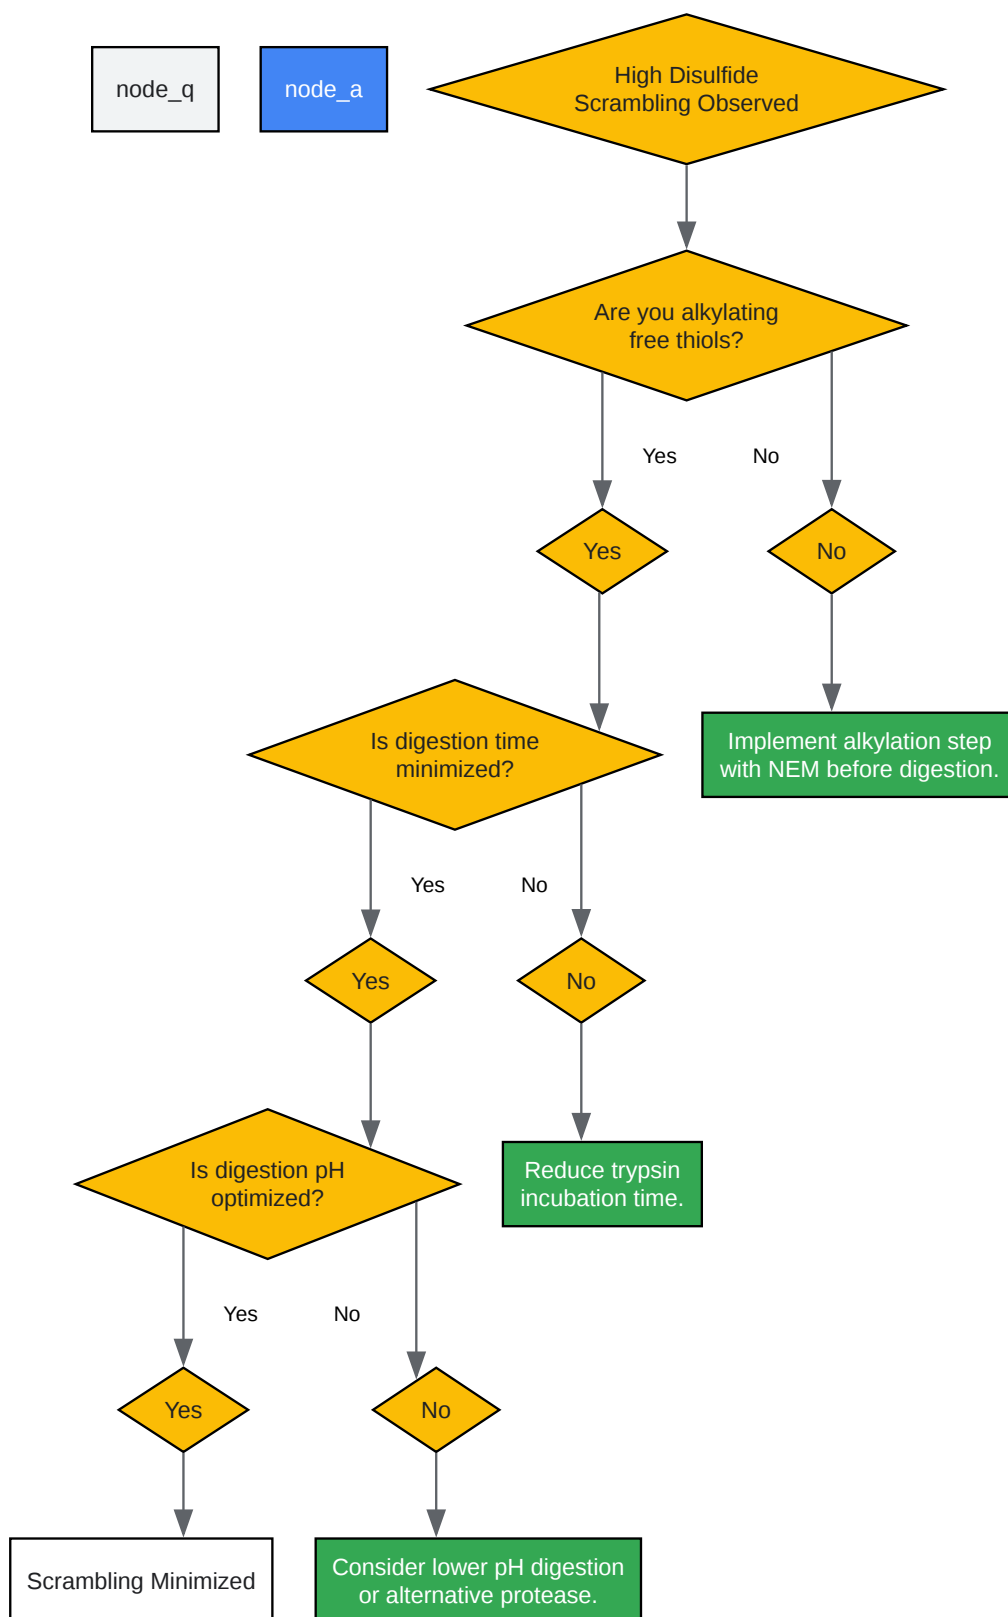 node_q
node_a
High Disulfide
Scrambling Observed
Are you alkylating
free thiols?
Yes
No
Yes
No
Is digestion time
minimized?
Implement alkylation step
with NEM before digestion.
Yes
No
Yes
No
Is digestion pH
optimized?
Reduce trypsin
incubation time.
Yes
No
Yes
No
Scrambling Minimized
Consider lower pH digestion
or alternative protease.